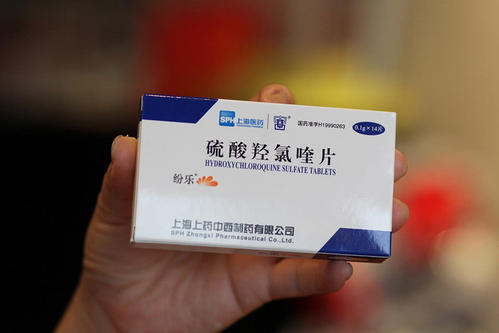 SPH 上海医药
国药准字H19990263
0.1g×14片
硫酸羟氯喹片
HYDROXYCHLOROQUINE SULFATE TABLETS
纷乐
上海上药中西制药有限公司
SPH Zhongxi Pharmaceutical Co.,Ltd.